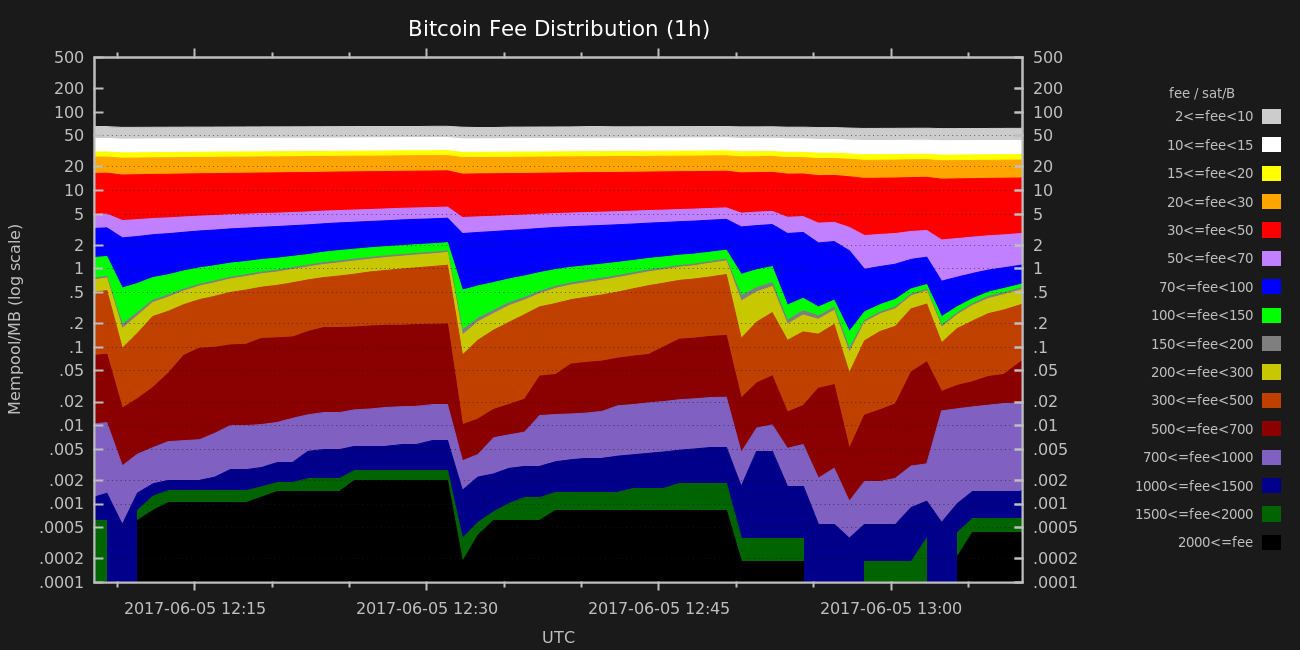 Bitcoin Fee Distribution (1h)
500
200
100
50
20
10
5
2
1
.5
.2
.1
.05
.02
.01
.005
.002
.001
.0005
.0002
.0001
Mempool/MB (log scale)
500
200
100
50
20
10
5
2
1
.5
.2
.1
.05
.02
.01
.005
.002
.001
.0005
.0002
.0001
2017-06-05 12:15
2017-06-05 12:30
2017-06-05 12:45
2017-06-05 13:00
UTC
fee / sat/B
2<=fee<10
10<=fee<15
15<=fee<20
20<=fee<30
30<=fee<50
50<=fee<70
70<=fee<100
100<=fee<150
150<=fee<200
200<=fee<300
300<=fee<500
500<=fee<700
700<=fee<1000
1000<=fee<1500
1500<=fee<2000
2000<=fee